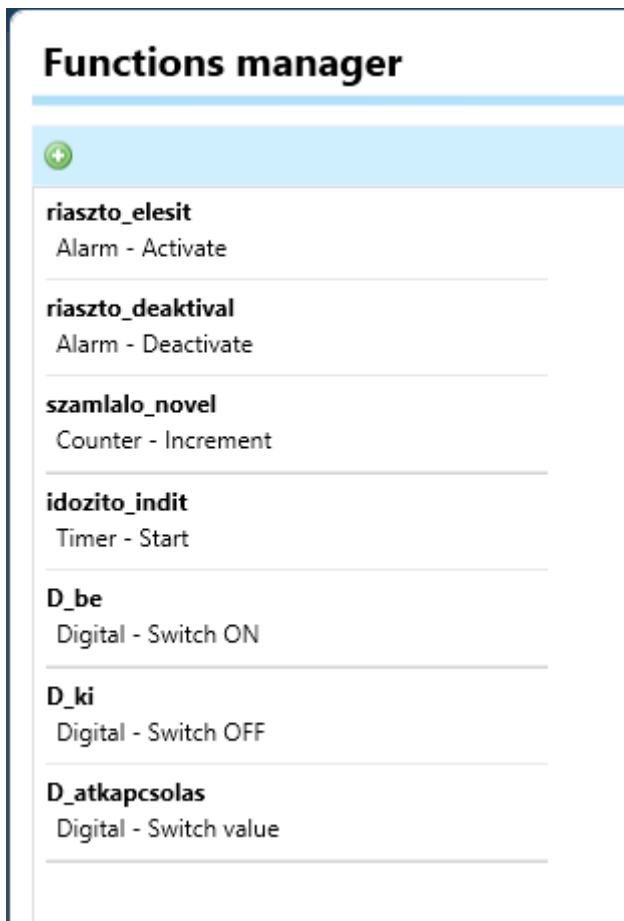 Functions manager
riaszto_elesit
Alarm - Activate
riaszto_deaktival
Alarm - Deactivate
szamlalo_novel
Counter - Increment
idozito_indit
Timer - Start
D_be
Digital - Switch ON
D_ki
Digital - Switch OFF
D_atkapcsolas
Digital - Switch value